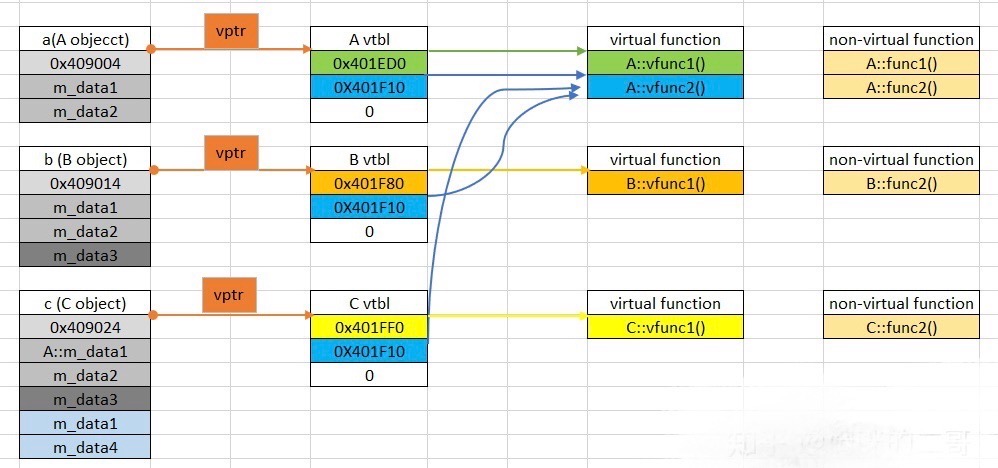 vptr
a(A objecct) A vtbl virtual function non-virtual function
0x409004 0x401ED0 A::vfunc1() A::func1()
m_data1 0X401F10 A::vfunc2() A::func2()
m_data2 0
vptr
b (B object) B vtbl virtual function non-virtual function
0x409014 0x401F80 B::vfunc1() B::func2()
m_data1 0X401F10
m_data2 0
m_data3
vptr
c (C object) C vtbl virtual function non-virtual function
0x409024 0x401FF0 C::vfunc1() C::func2()
A::m_data1 0X401F10
m_data2 0
m_data3
m_data1
m_data4
知乎
二哥